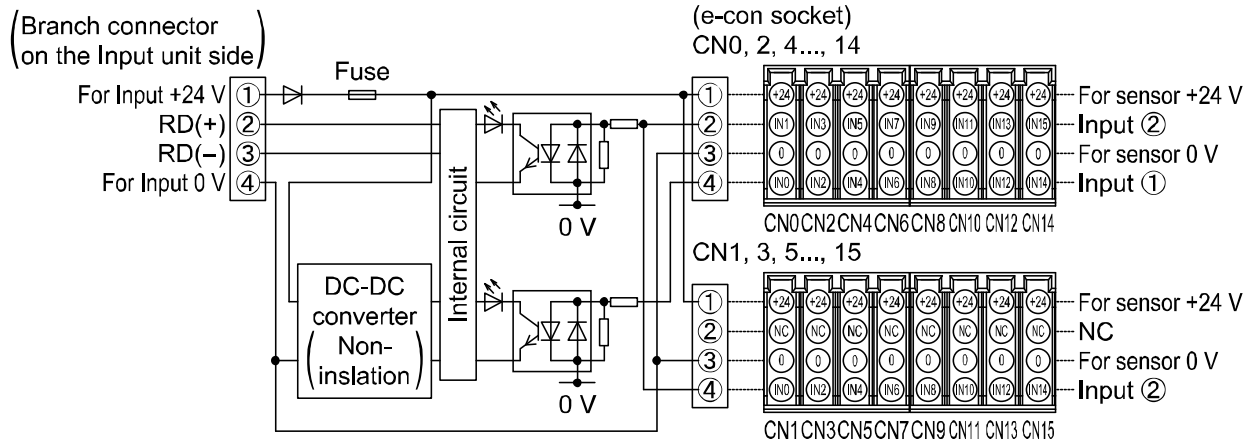 (Branch connector
on the Input unit side)
For Input +24 V ①
RD(+) ②
RD(−) ③
For Input 0 V ④
Fuse
Internal circuit
DC-DC
converter
(Non-
inslation)
0 V
0 V
(e-con socket)
CN0, 2, 4..., 14
① +24 +24 +24 +24 +24 +24 +24 +24 For sensor +24 V
② IN1 IN3 IN5 IN7 IN9 IN11 IN13 IN15 Input ②
③ 0 0 0 0 0 0 0 0 For sensor 0 V
④ IN0 IN2 IN4 IN6 IN8 IN10 IN12 IN14 Input ①
CN0 CN2 CN4 CN6 CN8 CN10 CN12 CN14
CN1, 3, 5..., 15
① +24 +24 +24 +24 +24 +24 +24 +24 For sensor +24 V
② NC NC NC NC NC NC NC NC NC
③ 0 0 0 0 0 0 0 0 For sensor 0 V
④ IN0 IN2 IN4 IN6 IN8 IN10 IN12 IN14 Input ②
CN1 CN3 CN5 CN7 CN9 CN11 CN13 CN15